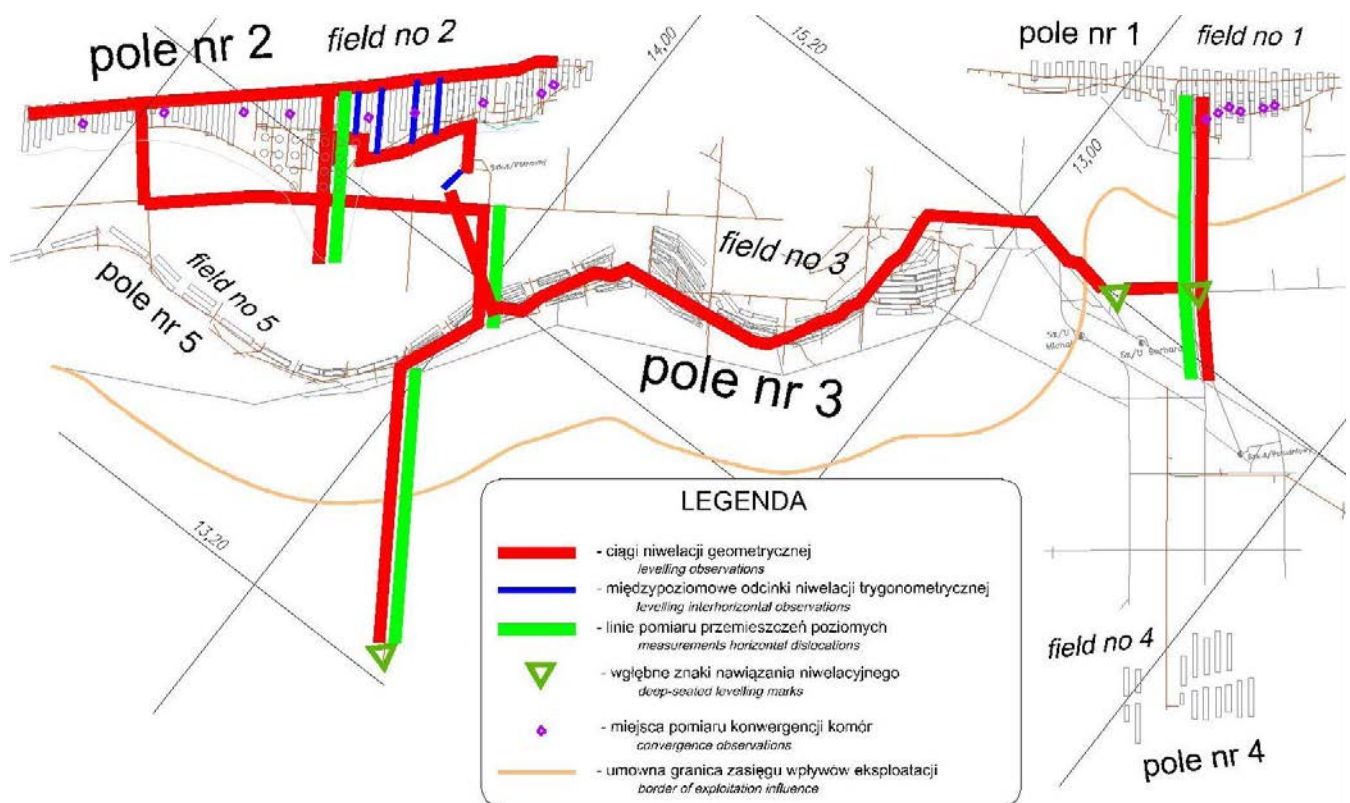 pole nr 2
field no 2
14,00
15,20
pole nr 1
field no 1
13,00
field no 5
pole nr 5
field no 3
pole nr 3
Sz/U
Michał
Sz/U Barbara
13,20
field no 4
pole nr 4
LEGENDA
- ciągi niwelacji geometrycznej
levelling observations
- międzypoziomowe odcinki niwelacji trygonometrycznej
levelling interhorizontal observations
- linie pomiaru przemieszczeń poziomych
measurements horizontal dislocations
- wgłębne znaki nawiązania niwelacyjnego
deep-seated levelling marks
- miejsca pomiaru konwergencji komór
convergence observations
- umowna granica zasięgu wpływów eksploatacji
border of exploitation influence